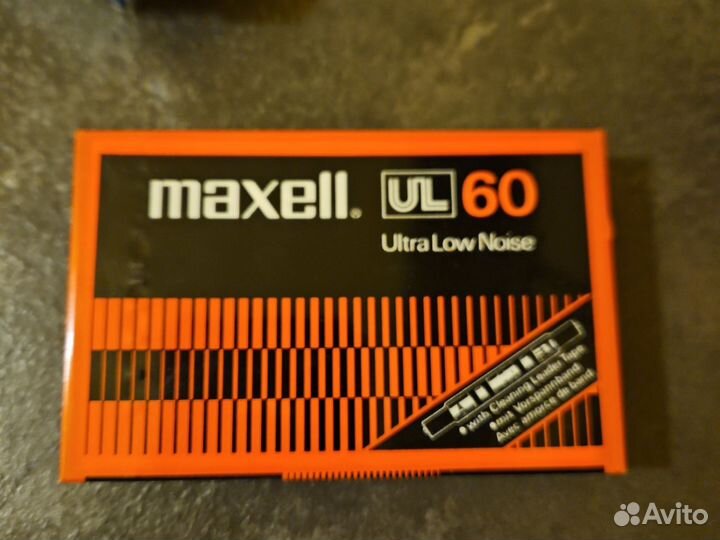 maxell® UL 60
Ultra Low Noise
•with Cleaning Leader Tape
•mit Vorspannband
Avec amorce de band
Avito